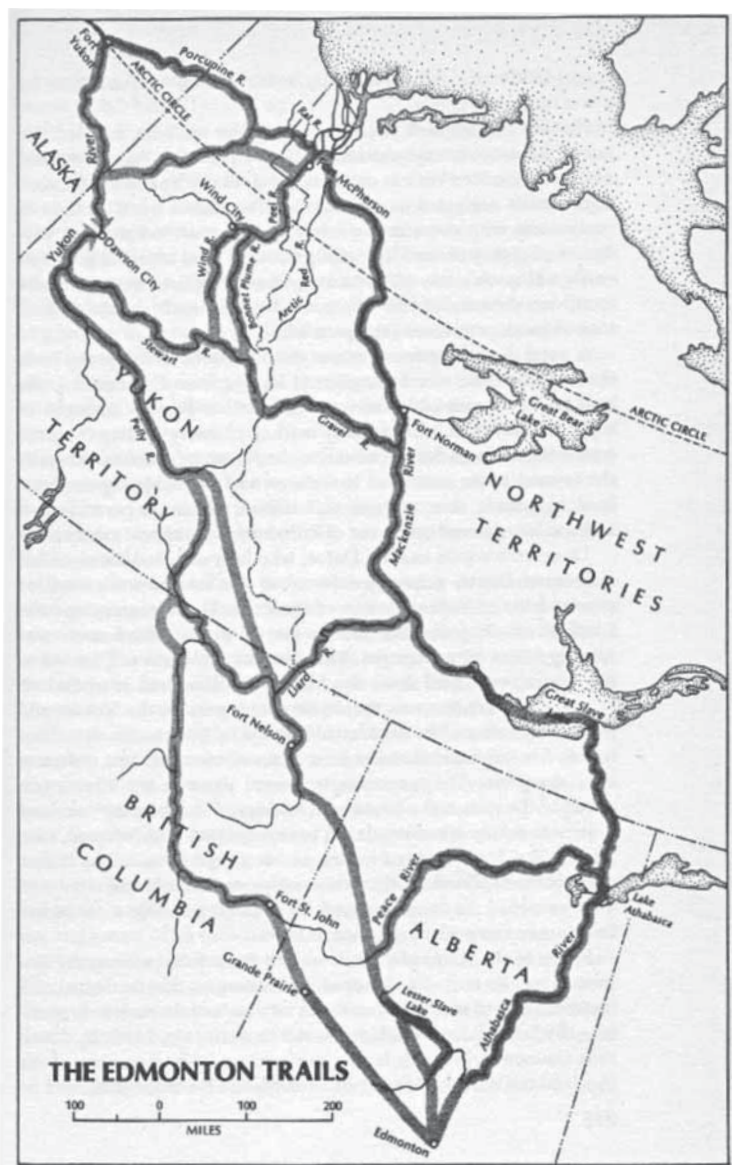 Fort
Yukon
Porcupine R.
ARCTIC CIRCLE
Rat R.
River
ALASKA
McPherson
Wind City
Peel R.
Yukon
Dawson City
Wind R.
Bonnet Plume R.
Arctic Red R.
Stewart R.
YUKON
TERRITORY
Gravel R.
Great Bear
Lake
ARCTIC CIRCLE
Fort Norman
Pelly R.
River
Mackenzie
NORTHWEST
TERRITORIES
Liard R.
Great Slave
Fort Nelson
BRITISH
COLUMBIA
Peace River
Fort St. John
Lake
Athabasca
ALBERTA
Grande Prairie
Lesser Slave
Lake
River
Athabasca
THE EDMONTON TRAILS
100 0 100 200
MILES
Edmonton